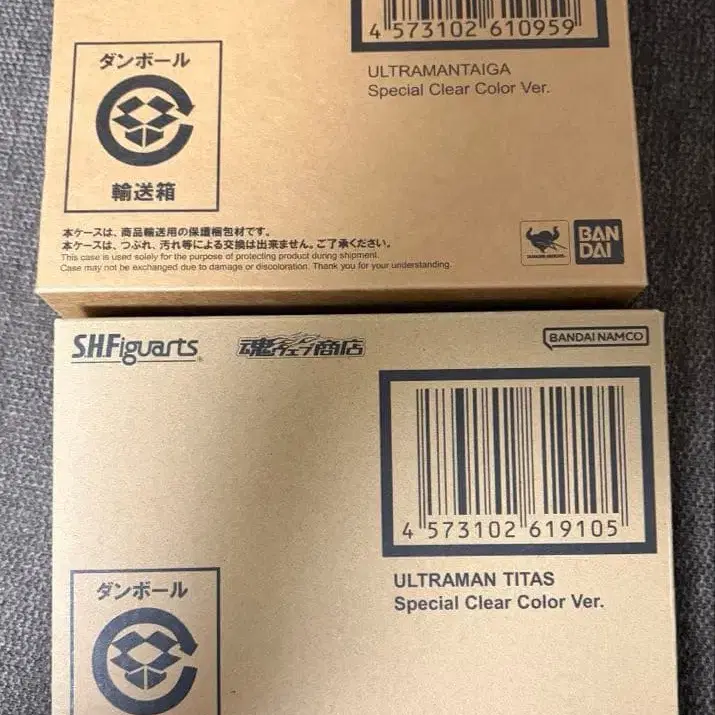 4 573102 610959
ULTRAMANTAIGA
Special Clear Color Ver.
ダンボール
輸送箱
本ケースは、商品輸送用の保護梱包材です。
本ケースは、つぶれ、汚れ等による交換は出来ません。ご了承ください。
This case is used solely for the purpose of protecting product during shipment.
Case may not be exchanged due to damage or discoloration. Thank you for your understanding.
BAN
DAI
S.H.Figuarts
魂ウェブ商店
BANDAI NAMCO
4 573102 619105
ULTRAMAN TITAS
Special Clear Color Ver.
ダンボール